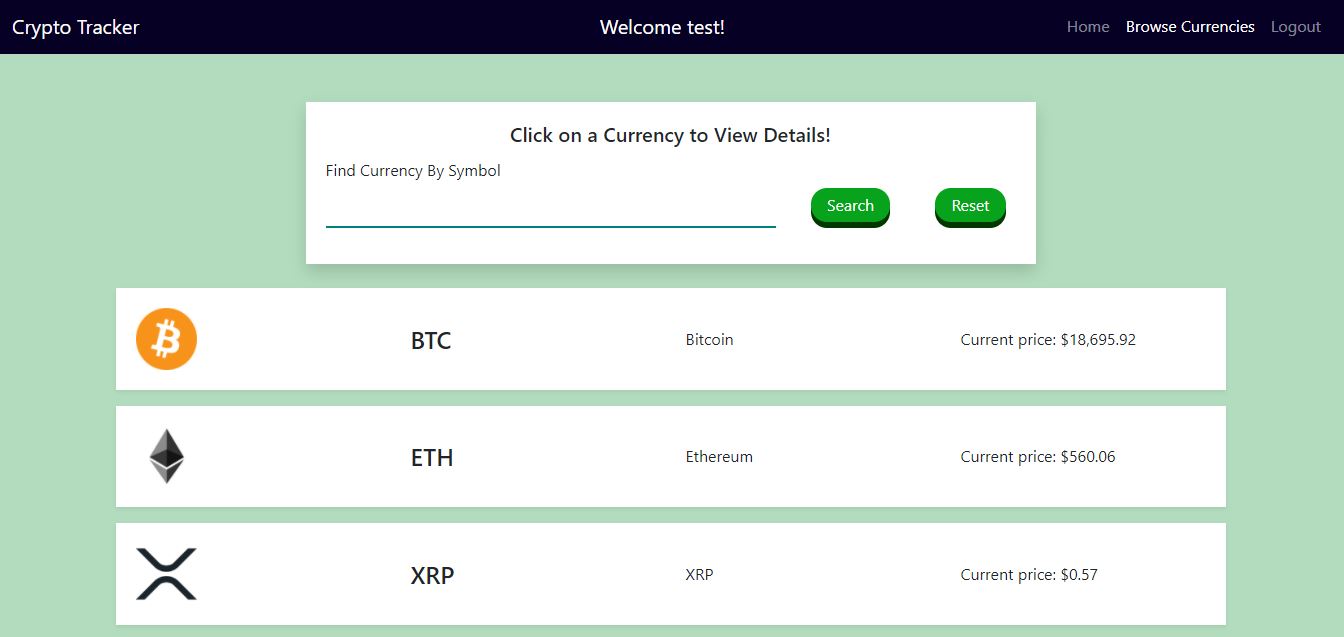 Crypto Tracker Welcome test! Home Browse Currencies Logout
Click on a Currency to View Details!
Find Currency By Symbol
Search Reset
BTC Bitcoin Current price: $18,695.92
ETH Ethereum Current price: $560.06
XRP XRP Current price: $0.57